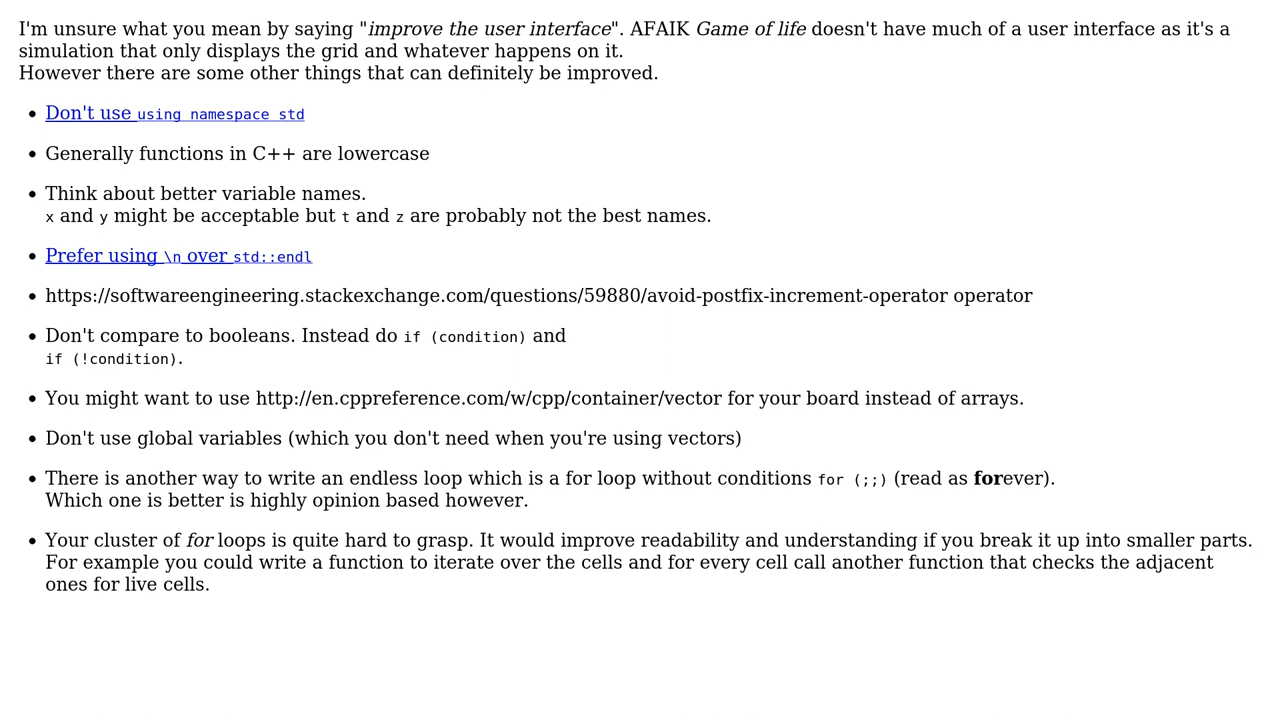 I'm unsure what you mean by saying "improve the user interface". AFAIK Game of life doesn't have much of a user interface as it's a
simulation that only displays the grid and whatever happens on it.
However there are some other things that can definitely be improved.
• Don't use using namespace std
• Generally functions in C++ are lowercase
• Think about better variable names.
x and y might be acceptable but t and z are probably not the best names.
• Prefer using \n over std::endl
• https://softwareengineering.stackexchange.com/questions/59880/avoid-postfix-increment-operator operator
• Don't compare to booleans. Instead do if (condition) and
if (!condition).
• You might want to use http://en.cppreference.com/w/cpp/container/vector for your board instead of arrays.
• Don't use global variables (which you don't need when you're using vectors)
• There is another way to write an endless loop which is a for loop without conditions for (;;) (read as forever).
Which one is better is highly opinion based however.
• Your cluster of for loops is quite hard to grasp. It would improve readability and understanding if you break it up into smaller parts.
For example you could write a function to iterate over the cells and for every cell call another function that checks the adjacent
ones for live cells.